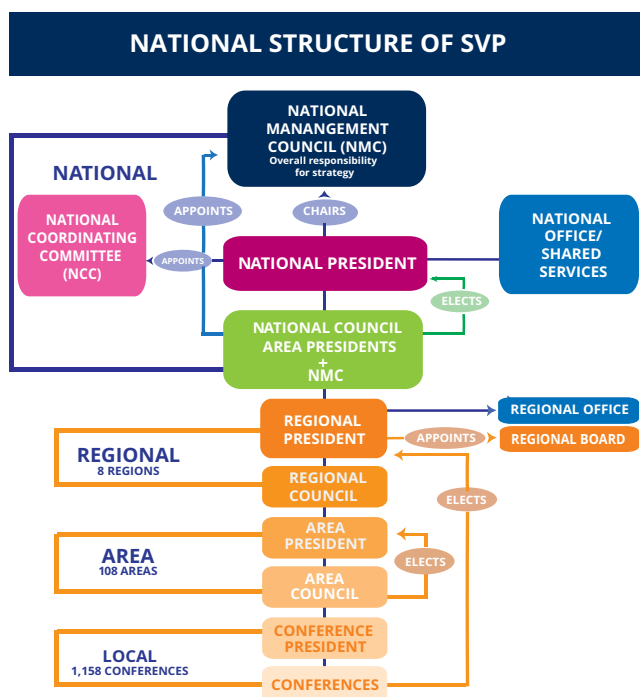 NATIONAL STRUCTURE OF SVP
NATIONAL
MANANGEMENT
COUNCIL (NMC)
Overall responsibility
for strategy
NATIONAL
APPOINTS
CHAIRS
NATIONAL
COORDINATING
COMMITTEE
(NCC)
APPOINTS
NATIONAL PRESIDENT
NATIONAL
OFFICE/
SHARED
SERVICES
ELECTS
NATIONAL COUNCIL
AREA PRESIDENTS
+
NMC
REGIONAL
PRESIDENT
REGIONAL OFFICE
APPOINTS
REGIONAL BOARD
REGIONAL
8 REGIONS
REGIONAL
COUNCIL
ELECTS
AREA
PRESIDENT
AREA
108 AREAS
ELECTS
AREA
COUNCIL
CONFERENCE
PRESIDENT
LOCAL
1,158 CONFERENCES
CONFERENCES